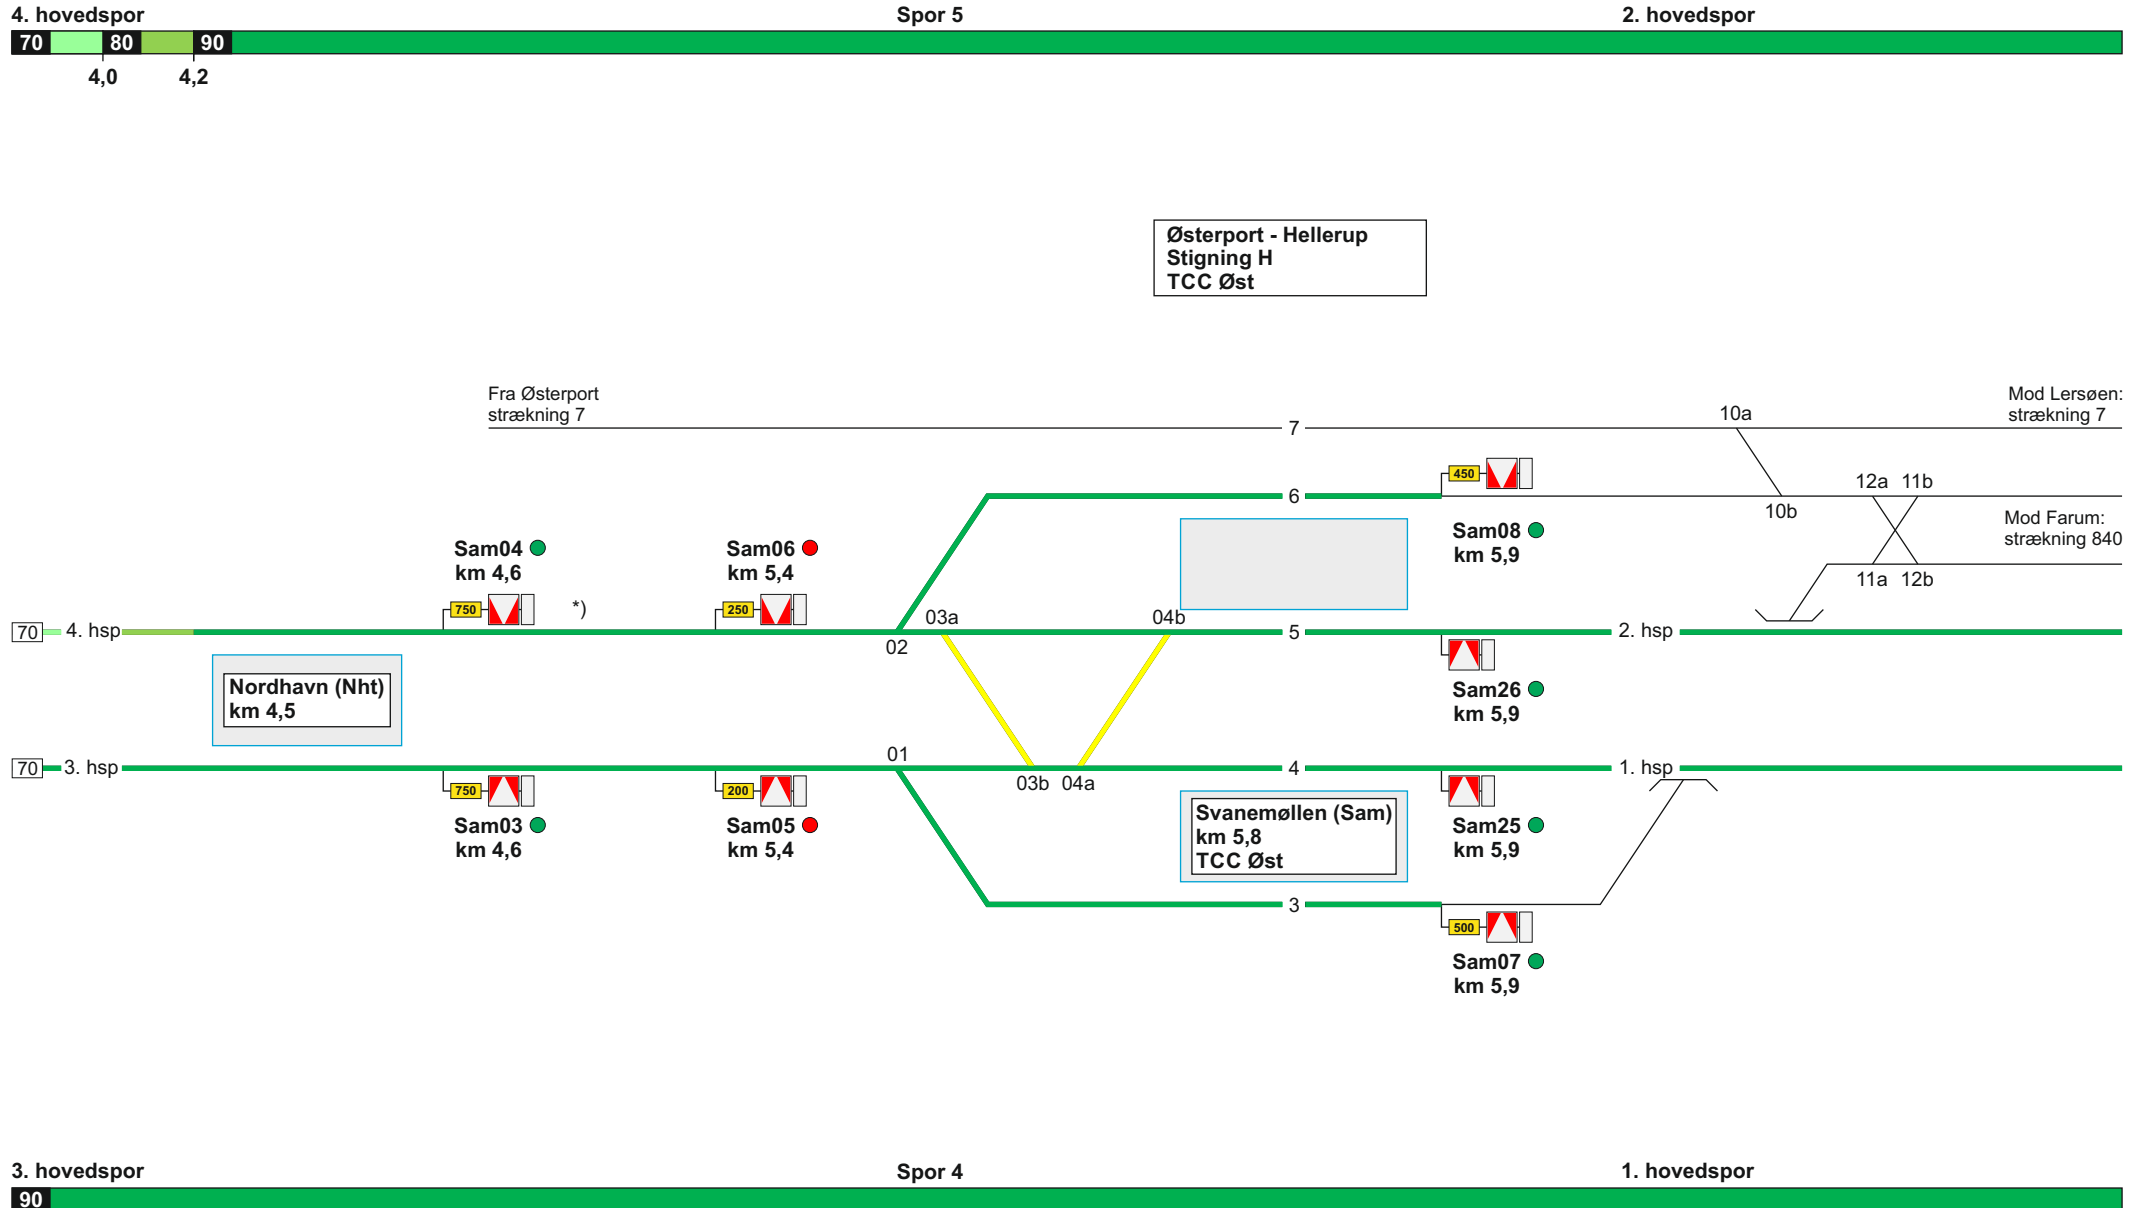 4. hovedspor
Spor 5
2. hovedspor
70 80 90
4,0 4,2
Østerport - Hellerup
Stigning H
TCC Øst
Fra Østerport
strækning 7
Mod Lersøen:
strækning 7
7
10a
450
6
12a 11b
10b
Sam08
km 5,9
Mod Farum:
strækning 840
11a 12b
Sam04
km 4,6
Sam06
km 5,4
750
*)
250
03a
04b
70
4. hsp
5
2. hsp
02
Nordhavn (Nht)
km 4,5
Sam26
km 5,9
01
70
3. hsp
4
1. hsp
03b 04a
750
200
Sam03
km 4,6
Sam05
km 5,4
Svanemøllen (Sam)
km 5,8
TCC Øst
Sam25
km 5,9
3
500
Sam07
km 5,9
3. hovedspor
Spor 4
1. hovedspor
90